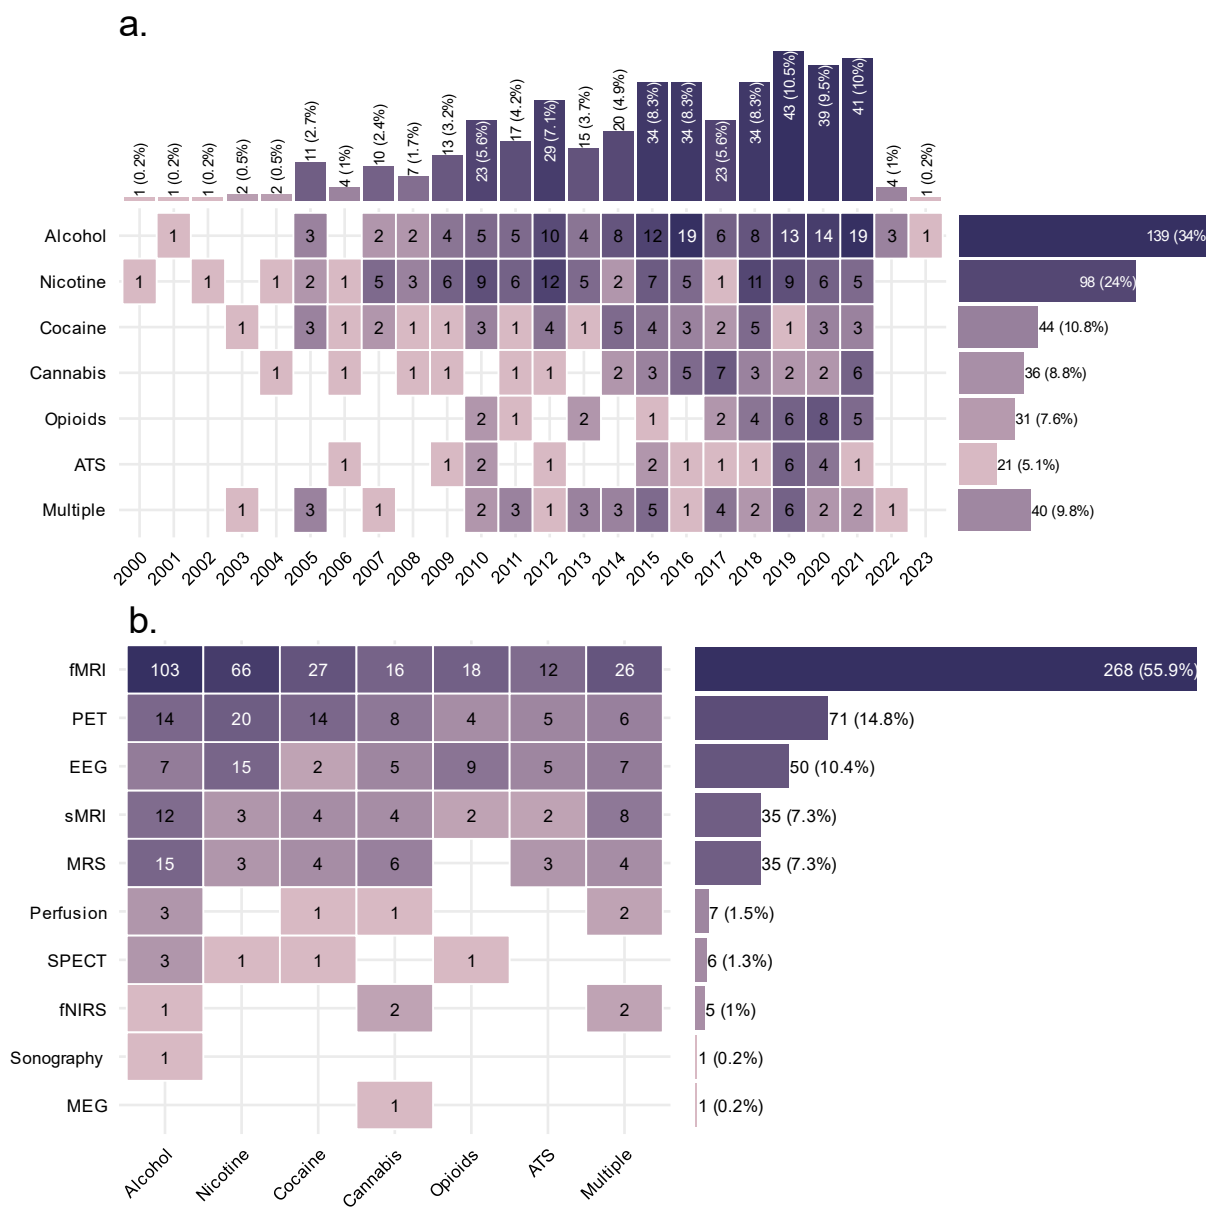 a.
1 (0.2%) 1 (0.2%) 1 (0.2%) 2 (0.5%) 2 (0.5%) 11 (2.7%) 4 (1%) 10 (2.4%) 7 (1.7%) 13 (3.2%) 23 (5.6%) 17 (4.2%) 29 (7.1%) 15 (3.7%) 20 (4.9%) 34 (8.3%) 34 (8.3%) 23 (5.6%) 34 (8.3%) 43 (10.5%) 39 (9.5%) 41 (10%) 4 (1%) 1 (0.2%)
Alcohol 1 3 2 2 4 5 5 10 4 8 12 19 6 8 13 14 19 3 1 139 (34%
Nicotine 1 1 1 2 1 5 3 6 9 6 12 5 2 7 5 1 11 9 6 5 98 (24%)
Cocaine 1 3 1 2 1 1 3 1 4 1 5 4 3 2 5 1 3 3 44 (10.8%)
Cannabis 1 1 1 1 1 1 2 3 5 7 3 2 2 6 36 (8.8%)
Opioids 2 1 2 1 2 4 6 8 5 31 (7.6%)
ATS 1 1 2 1 2 1 1 1 6 4 1 21 (5.1%)
Multiple 1 3 1 2 3 1 3 3 5 1 4 2 6 2 2 1 40 (9.8%)
2000 2001 2002 2003 2004 2005 2006 2007 2008 2009 2010 2011 2012 2013 2014 2015 2016 2017 2018 2019 2020 2021 2022 2023
b.
fMRI 103 66 27 16 18 12 26 268 (55.9%)
PET 14 20 14 8 4 5 6 71 (14.8%)
EEG 7 15 2 5 9 5 7 50 (10.4%)
sMRI 12 3 4 4 2 2 8 35 (7.3%)
MRS 15 3 4 6 3 4 35 (7.3%)
Perfusion 3 1 1 2 7 (1.5%)
SPECT 3 1 1 1 6 (1.3%)
fNIRS 1 2 2 5 (1%)
Sonography 1 1 (0.2%)
MEG 1 1 (0.2%)
Alcohol Nicotine Cocaine Cannabis Opioids ATS Multiple